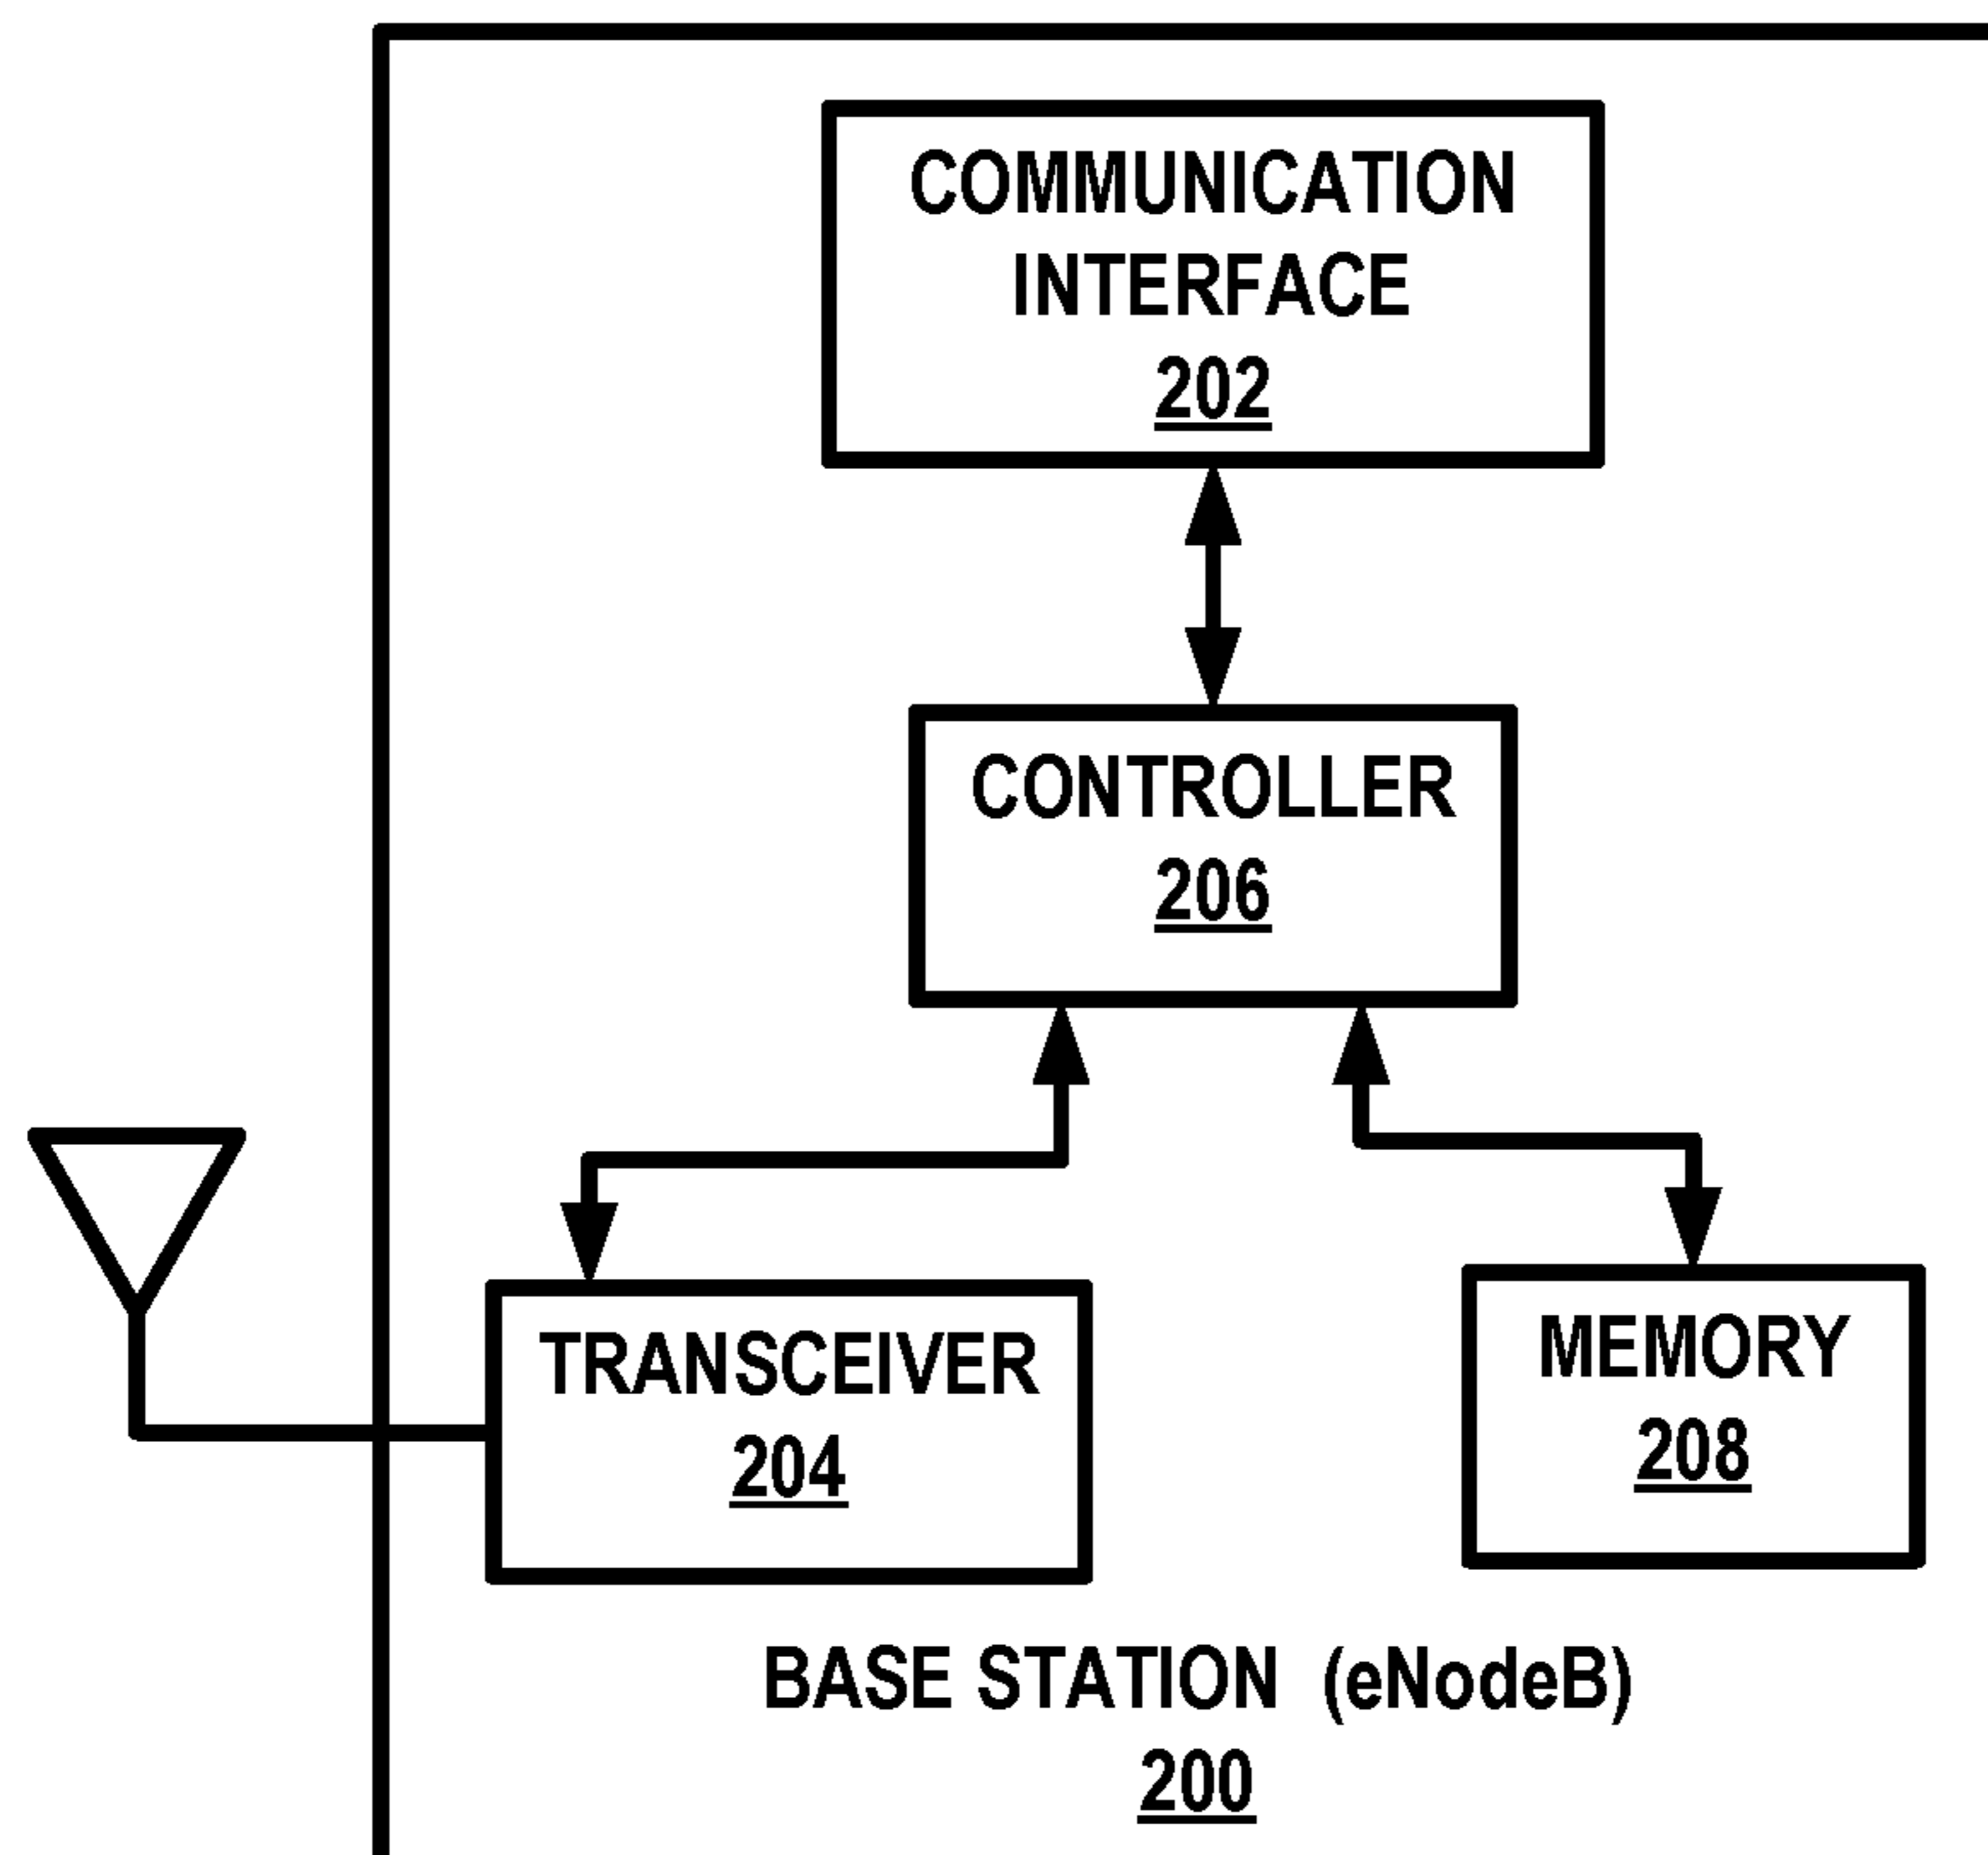 COMMUNICATION
INTERFACE
202
CONTROLLER
206
TRANSCEIVER
204
MEMORY
208
BASE STATION (eNodeB)
200